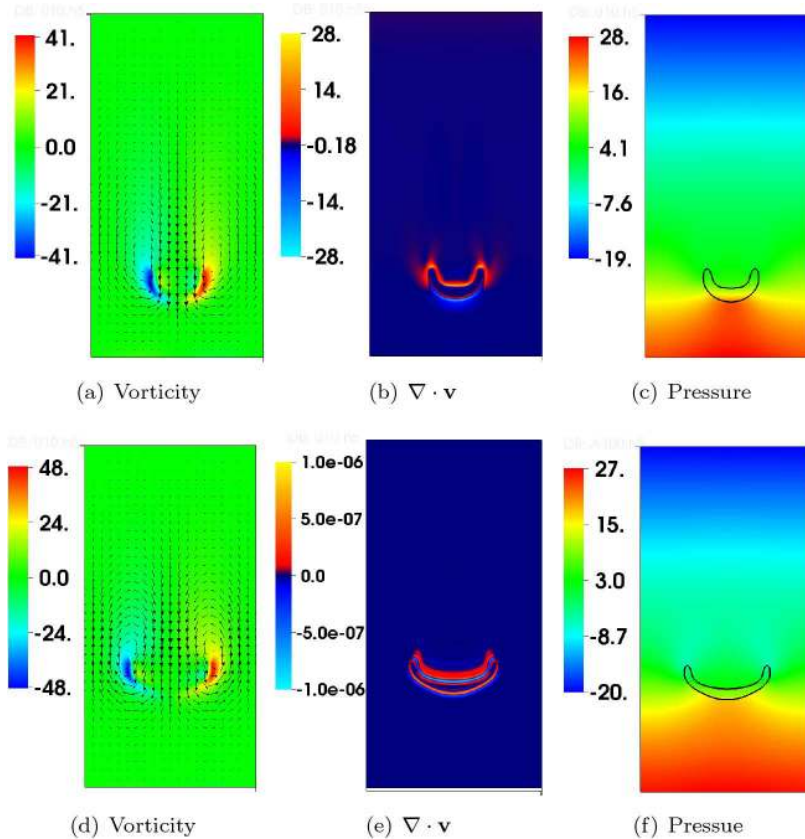 41.
21.
0.0
-21.
-41.
28.
14.
-0.18
-14.
-28.
28.
16.
4.1
-7.6
-19.
(a) Vorticity
(b) ∇ · v
(c) Pressure
48.
24.
0.0
-24.
-48.
1.0e-06
5.0e-07
0.0
-5.0e-07
-1.0e-06
27.
15.
3.0
-8.7
-20.
(d) Vorticity
(e) ∇ · v
(f) Pressue